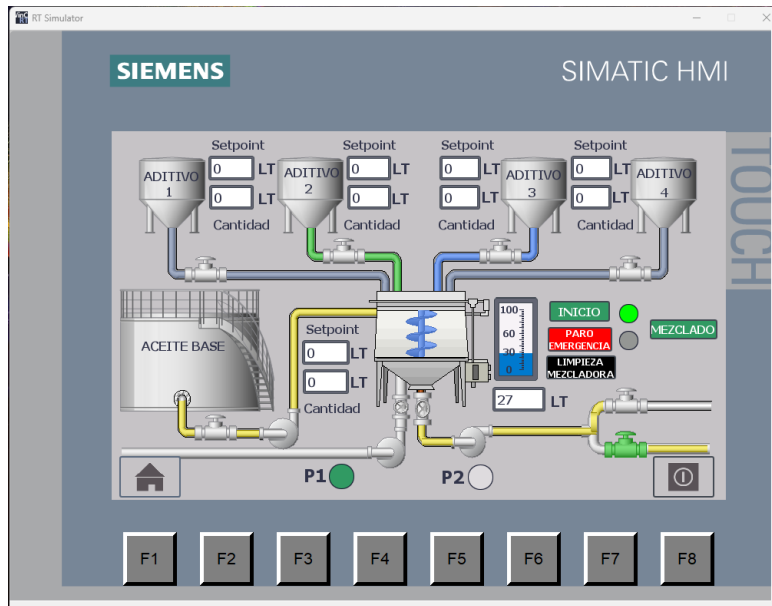 RT Simulator
SIEMENS
SIMATIC HMI
TOUCH
Setpoint
Setpoint
Setpoint
Setpoint
ADITIVO
1
0 LT
0 LT
Cantidad
ADITIVO
2
0 LT
0 LT
Cantidad
0 LT
0 LT
Cantidad
ADITIVO
3
0 LT
0 LT
Cantidad
ADITIVO
4
ACEITE BASE
Setpoint
0 LT
0 LT
Cantidad
100
60
30
0
27 LT
INICIO
PARO
EMERGENCIA
LIMPIEZA
MEZCLADORA
MEZCLADO
P1
P2
F1
F2
F3
F4
F5
F6
F7
F8